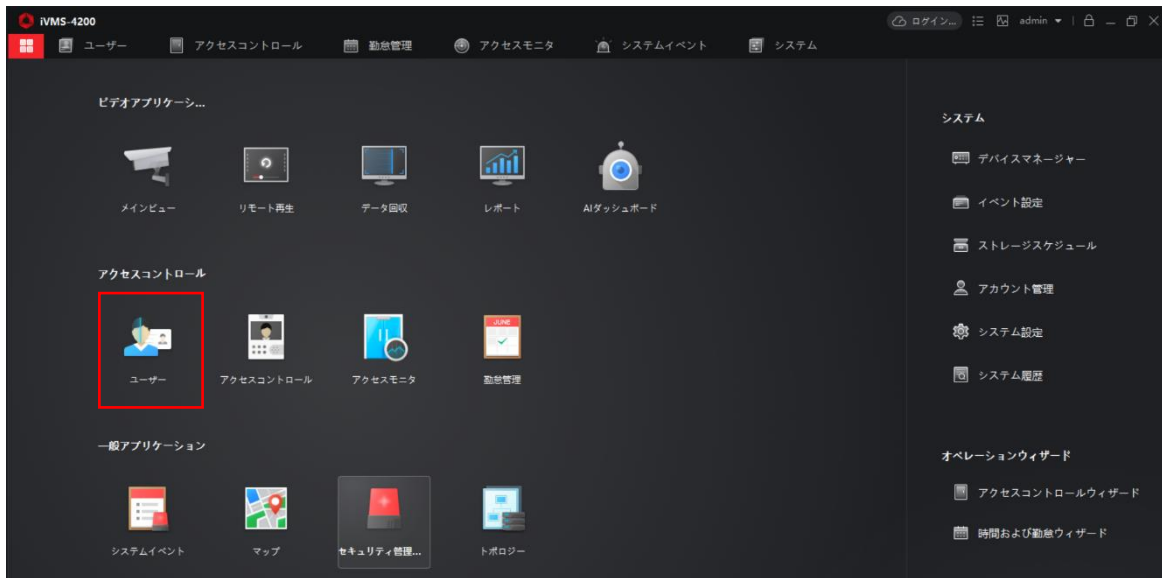 iVMS-4200
ログイン... admin
ユーザー アクセスコントロール 勤怠管理 アクセスモニタ システムイベント システム
ビデオアプリケーシ...
メインビュー リモート再生 データ回収 レポート AIダッシュボード
アクセスコントロール
JUNE
ユーザー アクセスコントロール アクセスモニタ 勤怠管理
一般アプリケーション
システムイベント マップ セキュリティ管理... トポロジー
システム
デバイスマネージャー
イベント設定
ストレージスケジュール
アカウント管理
システム設定
システム履歴
オペレーションウィザード
アクセスコントロールウィザード
時間および勤怠ウィザード